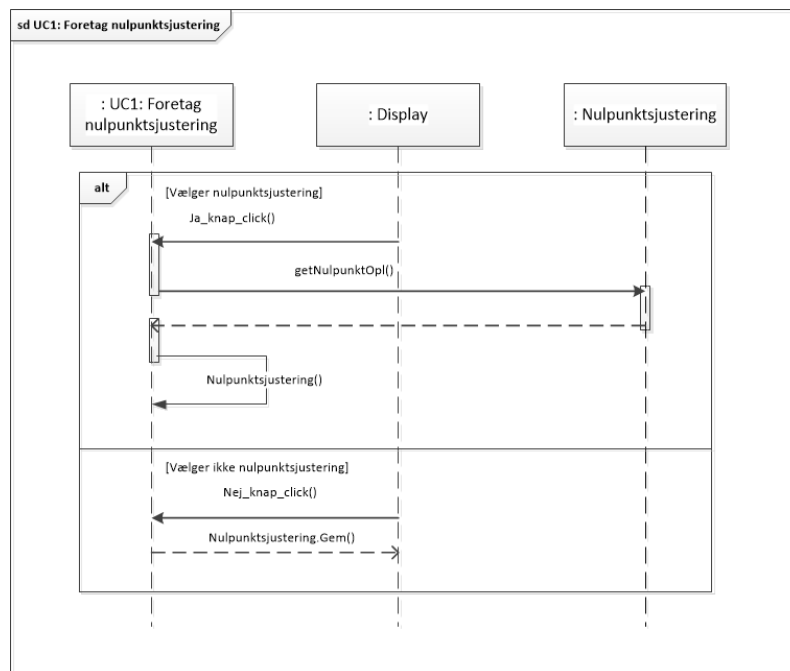 sd UC1: Foretag nulpunktsjustering
: UC1: Foretag
nulpunktsjustering
: Display
: Nulpunktsjustering
alt
[Vælger nulpunktsjustering]
Ja_knap_click()
getNulpunktOpl()
Nulpunktsjustering()
[Vælger ikke nulpunktsjustering]
Nej_knap_click()
Nulpunktsjustering.Gem()